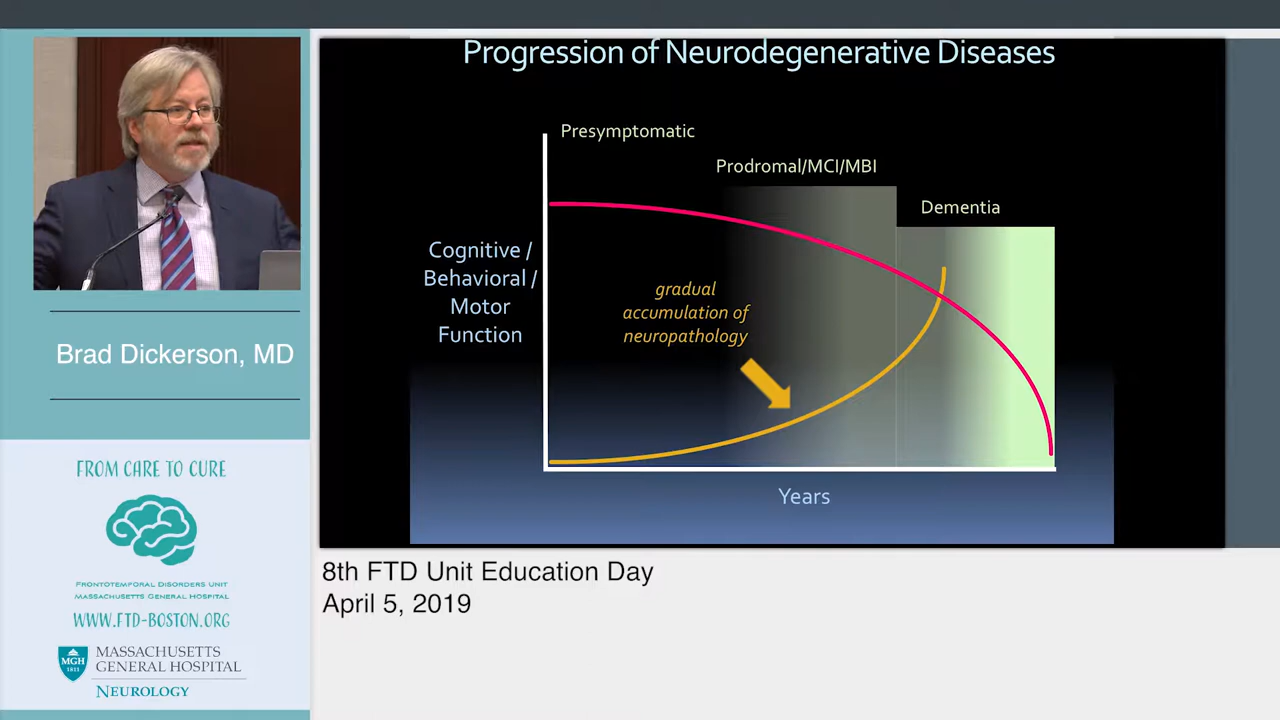 Progression of Neurodegenerative Diseases
Presymptomatic
Prodromal/MCI/MBI
Dementia
Cognitive /
Behavioral /
Motor
Function
gradual
accumulation of
neuropathology
Years
Brad Dickerson, MD
FROM CARE TO CURE
FRONTOTEMPORAL DISORDERS UNIT
MASSACHUSETTS GENERAL HOSPITAL
WWW.FTD-BOSTON.ORG
MGH
1811
MASSACHUSETTS
GENERAL HOSPITAL
NEUROLOGY
8th FTD Unit Education Day
April 5, 2019